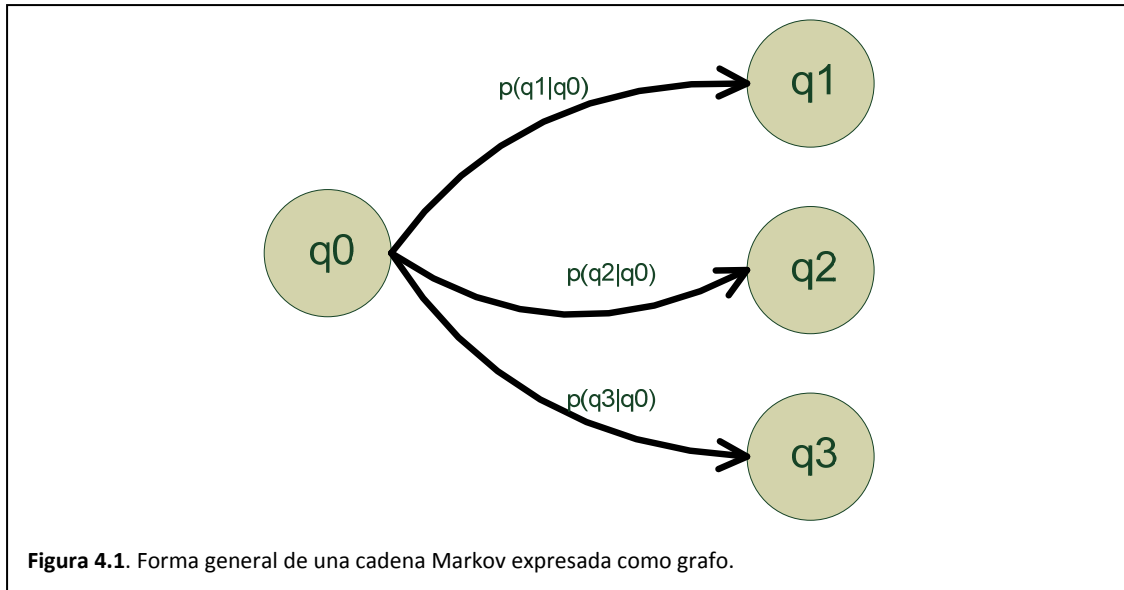 p(q1|q0)
q1
q0
p(q2|q0)
q2
p(q3|q0)
q3
Figura 4.1. Forma general de una cadena Markov expresada como grafo.